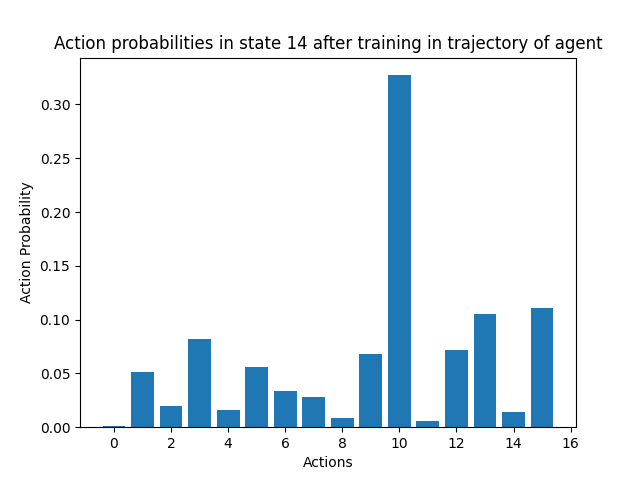 Action probabilities in state 14 after training in trajectory of agent
Action Probability
0.30
0.25
0.20
0.15
0.10
0.05
0.00
0 2 4 6 8 10 12 14 16
Actions